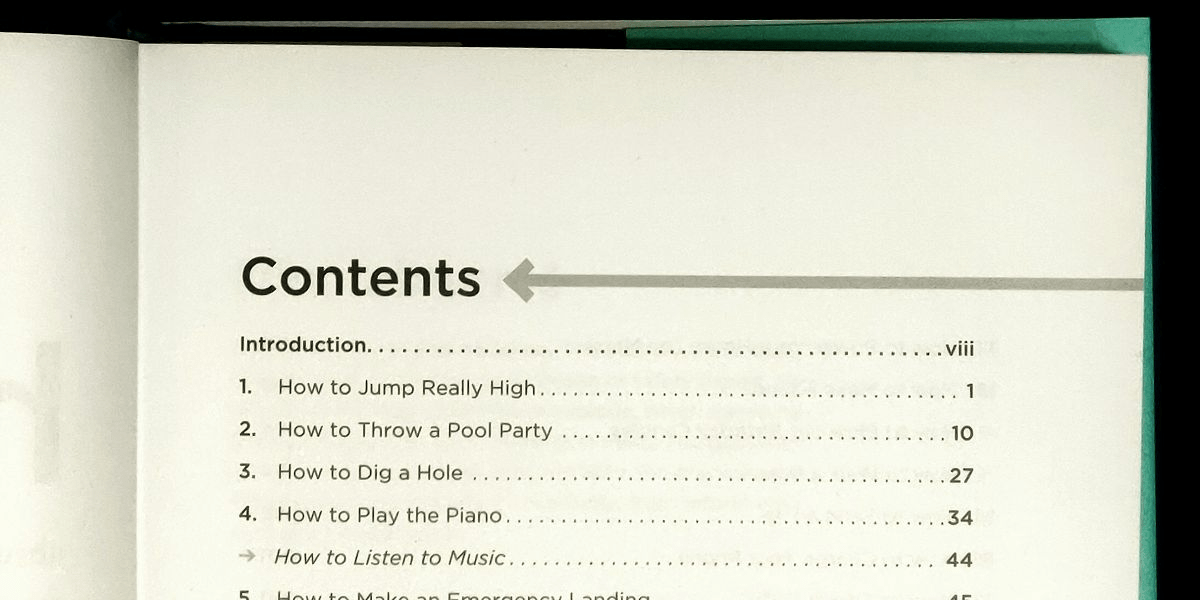 Contents
Introduction. . . . . . . . . . . . . . . . . . . . . . . . . . . . . . . . . . . . . . . . . . . . . . . . . . . . viii
1. How to Jump Really High. . . . . . . . . . . . . . . . . . . . . . . . . . . . . . . . . . . . . . 1
2. How to Throw a Pool Party . . . . . . . . . . . . . . . . . . . . . . . . . . . . . . . . . . . 10
3. How to Dig a Hole . . . . . . . . . . . . . . . . . . . . . . . . . . . . . . . . . . . . . . . . . . . 27
4. How to Play the Piano. . . . . . . . . . . . . . . . . . . . . . . . . . . . . . . . . . . . . . . . 34
→ How to Listen to Music. . . . . . . . . . . . . . . . . . . . . . . . . . . . . . . . . . . . . . . 44
5. How to Make an Emergency Landing 45